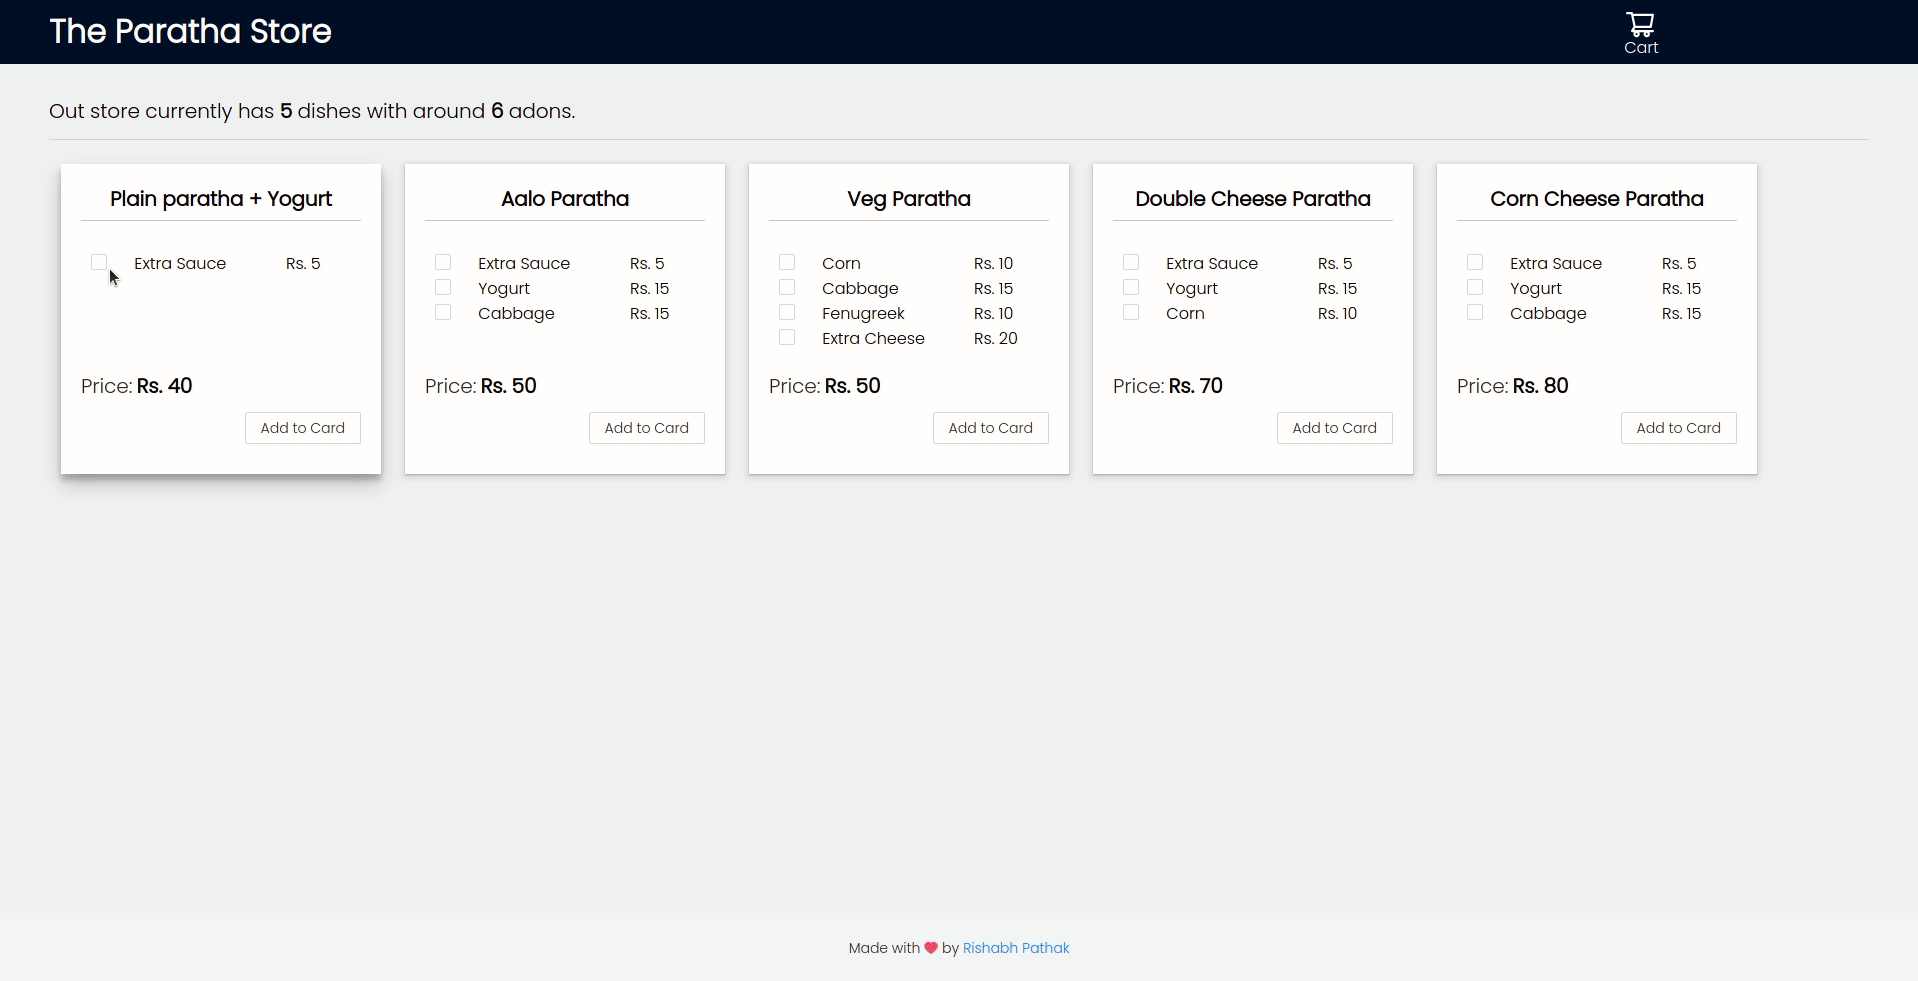 The Paratha Store
Cart
Out store currently has 5 dishes with around 6 adons.
Plain paratha + Yogurt
Extra Sauce Rs. 5
Price: Rs. 40
Add to Card
Aalo Paratha
Extra Sauce Rs. 5
Yogurt Rs. 15
Cabbage Rs. 15
Price: Rs. 50
Add to Card
Veg Paratha
Corn Rs. 10
Cabbage Rs. 15
Fenugreek Rs. 10
Extra Cheese Rs. 20
Price: Rs. 50
Add to Card
Double Cheese Paratha
Extra Sauce Rs. 5
Yogurt Rs. 15
Corn Rs. 10
Price: Rs. 70
Add to Card
Corn Cheese Paratha
Extra Sauce Rs. 5
Yogurt Rs. 15
Cabbage Rs. 15
Price: Rs. 80
Add to Card
Made with ❤ by Rishabh Pathak